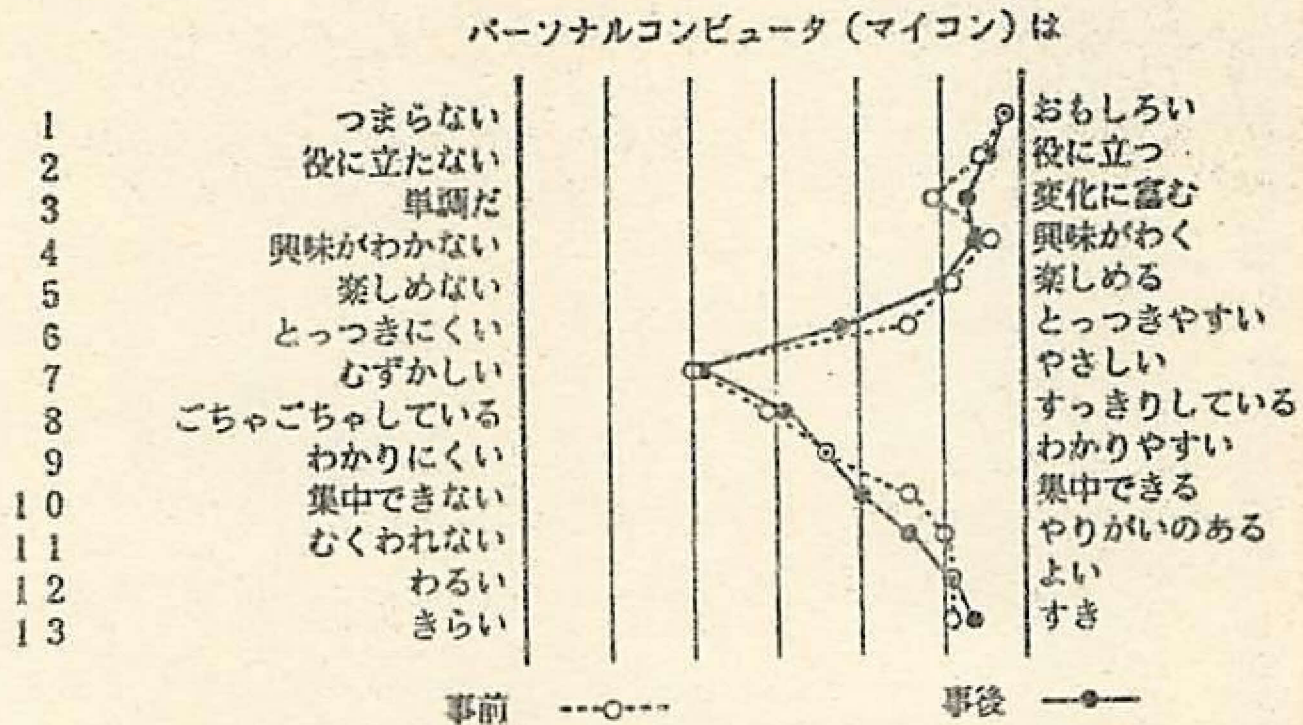 パーソナルコンピュータ（マイコン）は
1 つまらない おもしろい
2 役に立たない 役に立つ
3 単調だ 変化に富む
4 興味がわかない 興味がわく
5 楽しめない 楽しめる
6 とっつきにくい とっつきやすい
7 むずかしい やさしい
8 ごちゃごちゃしている すっきりしている
9 わかりにくい わかりやすい
10 集中できない 集中できる
11 むくわれない やりがいのある
12 わるい よい
13 きらい すき
事前 事後